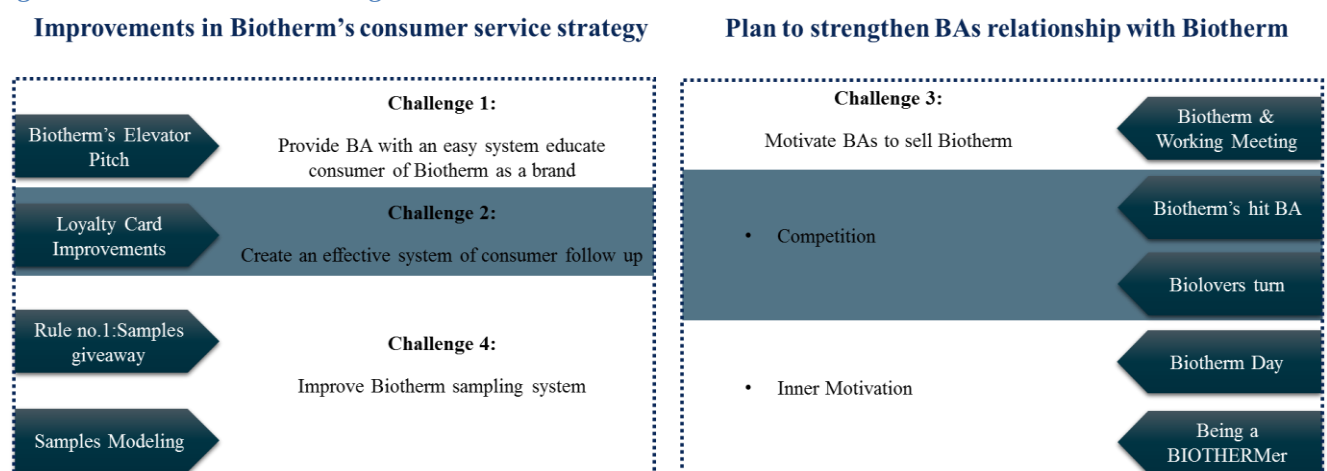 Improvements in Biotherm's consumer service strategy
Challenge 1:
Biotherm's Elevator
Pitch
Provide BA with an easy system educate
consumer of Biotherm as a brand
Challenge 2:
Loyalty Card
Improvements
Create an effective system of consumer follow up
Rule no.1:Samples
giveaway
Challenge 4:
Improve Biotherm sampling system
Samples Modeling
Plan to strengthen BAs relationship with Biotherm
Challenge 3:
Motivate BAs to sell Biotherm
Biotherm &
Working Meeting
• Competition
Biotherm's hit BA
Biolovers turn
• Inner Motivation
Biotherm Day
Being a
BIOTHERMer